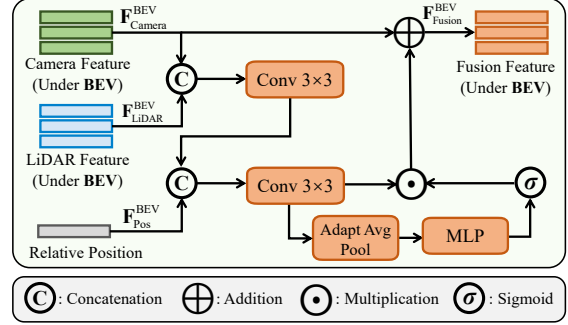 F^BEV_Camera
F^BEV_Fusion
Camera Feature
(Under BEV)
C
Conv 3×3
Fusion Feature
(Under BEV)
F^BEV_LiDAR
LiDAR Feature
(Under BEV)
C
Conv 3×3
σ
F^BEV_Pos
Relative Position
Adapt Avg
Pool
MLP
C : Concatenation
: Addition
: Multiplication
σ : Sigmoid